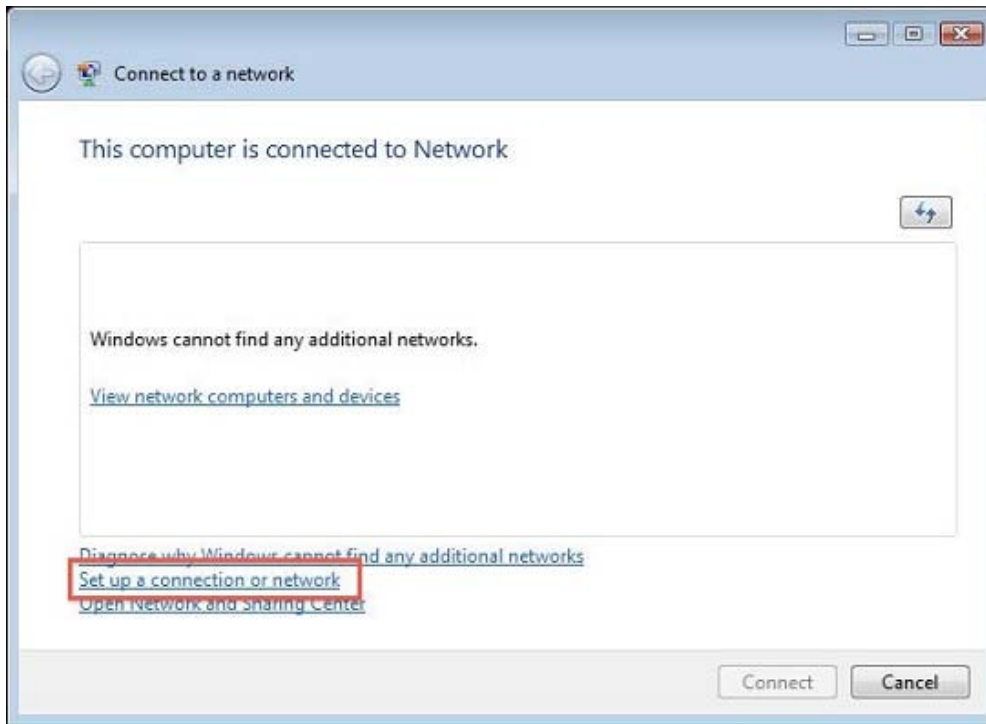 Connect to a network
This computer is connected to Network
Windows cannot find any additional networks.
View network computers and devices
Diagnose why Windows cannot find any additional networks
Set up a connection or network
Open Network and Sharing Center
Connect
Cancel